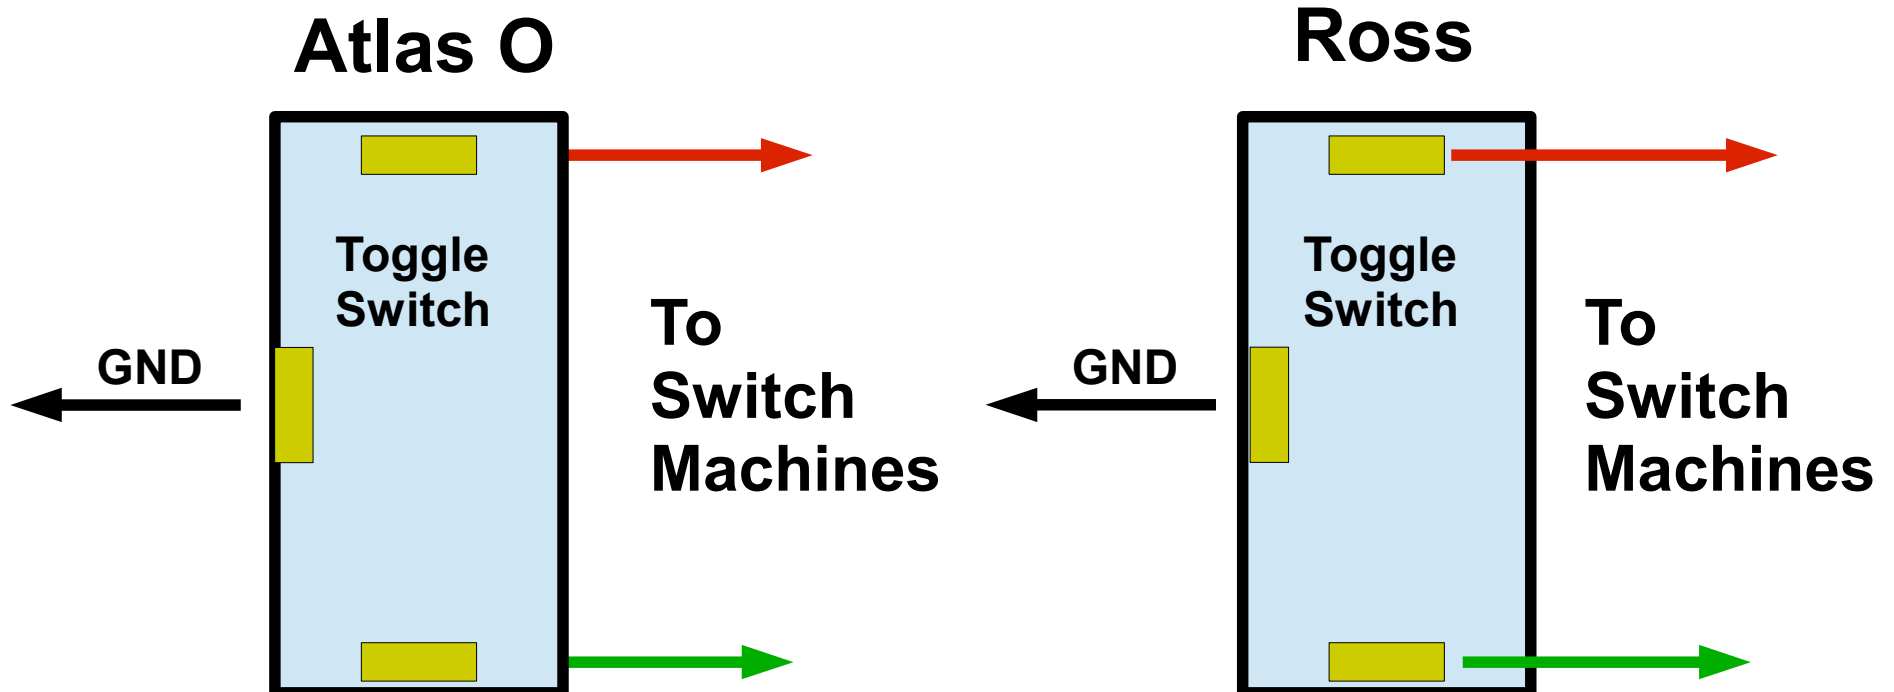 Atlas O
Toggle
Switch
GND
To
Switch
Machines
Ross
Toggle
Switch
GND
To
Switch
Machines